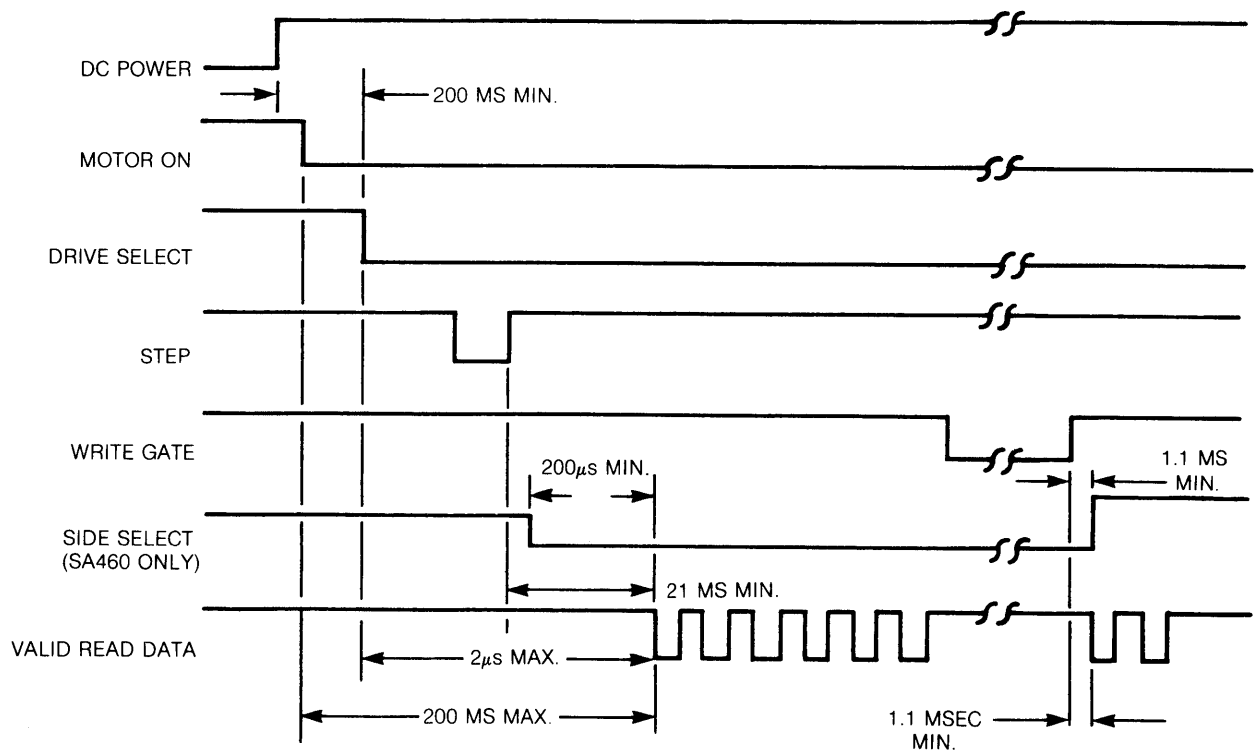 DC POWER
200 MS MIN.
MOTOR ON
DRIVE SELECT
STEP
WRITE GATE
200μs MIN.
1.1 MS
MIN.
SIDE SELECT
(SA460 ONLY)
21 MS MIN.
VALID READ DATA
2μs MAX.
200 MS MAX.
1.1 MSEC
MIN.